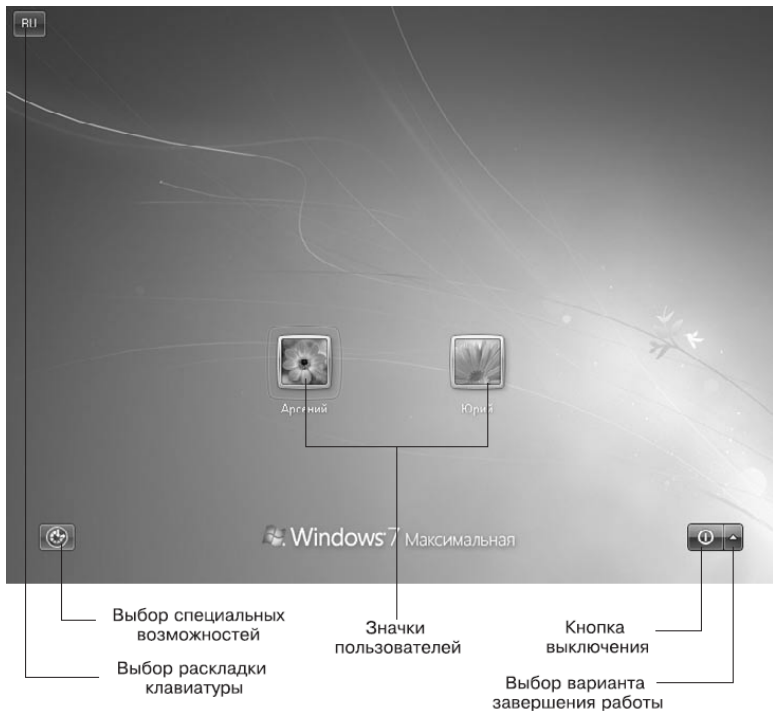 RU
Арсений
Юрий
Windows 7 Максимальная
Выбор специальных
возможностей
Значки
пользователей
Кнопка
выключения
Выбор раскладки
клавиатуры
Выбор варианта
завершения работы